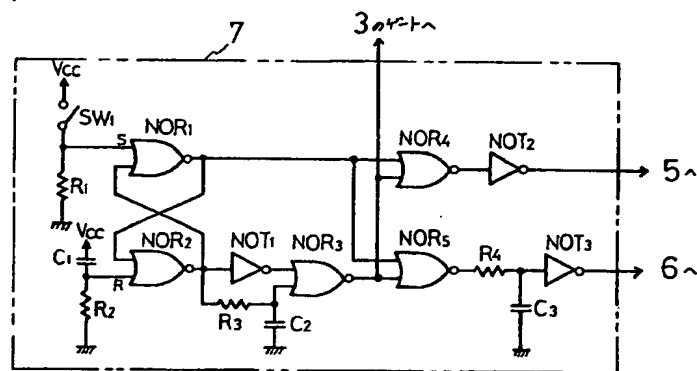 3のゲートへ
7
Vcc
SW1
S
NOR1
R1
NOR4
NOT2
5へ
Vcc
C1
R
R2
NOR2
NOT1
NOR3
R3
C2
NOR5
R4
C3
NOT3
6へ